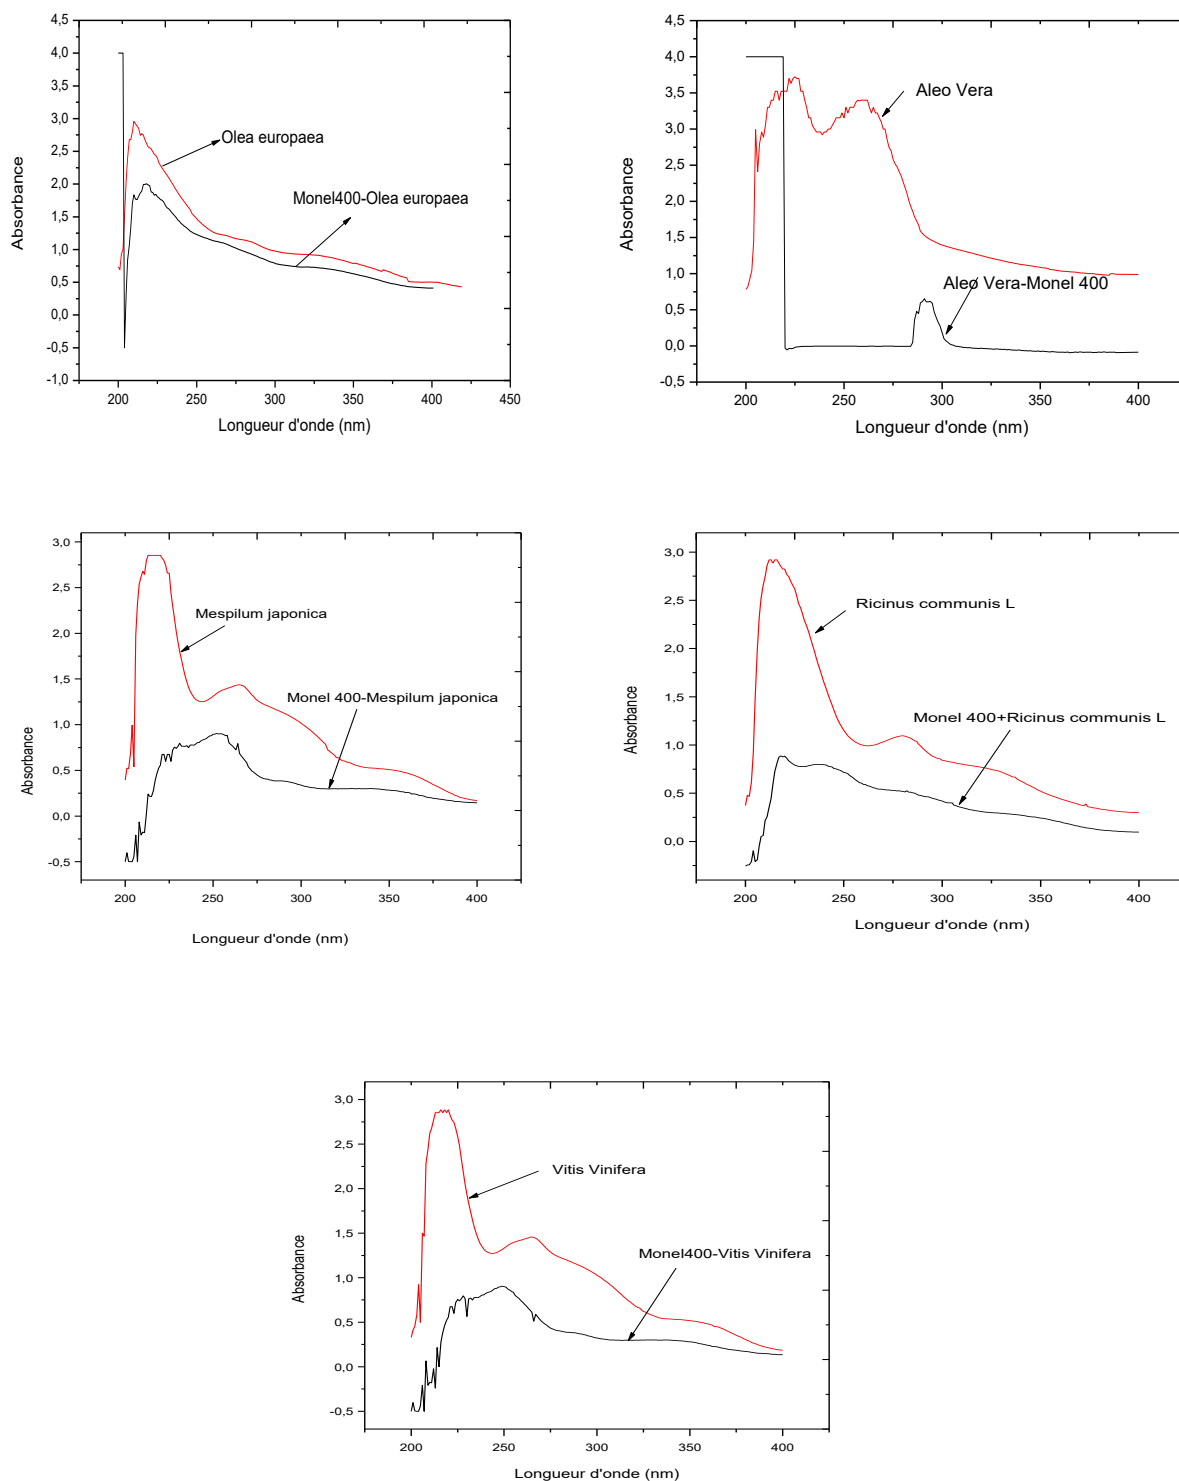 4,5
4,0
3,5
3,0
2,5
2,0
1,5
1,0
0,5
0,0
-0,5
-1,0
Absorbance
Olea europaea
Monel400-Olea europaea
200 250 300 350 400 450
Longueur d'onde (nm)
4,5
4,0
3,5
3,0
2,5
2,0
1,5
1,0
0,5
0,0
-0,5
Absorbance
Aleo Vera
Aleo Vera-Monel 400
200 250 300 350 400
Longueur d'onde (nm)
3,0
2,5
2,0
1,5
1,0
0,5
0,0
-0,5
Absorbance
Mespilum japonica
Monel 400-Mespilum japonica
200 250 300 350 400
Longueur d'onde (nm)
3,0
2,5
2,0
1,5
1,0
0,5
0,0
Absorbance
Ricinus communis L
Monel 400+Ricinus communis L
200 250 300 350 400
Longueur d'onde (nm)
3,0
2,5
2,0
1,5
1,0
0,5
0,0
-0,5
Absorbance
Vitis Vinifera
Monel400-Vitis Vinifera
200 250 300 350 400
Longueur d'onde (nm)